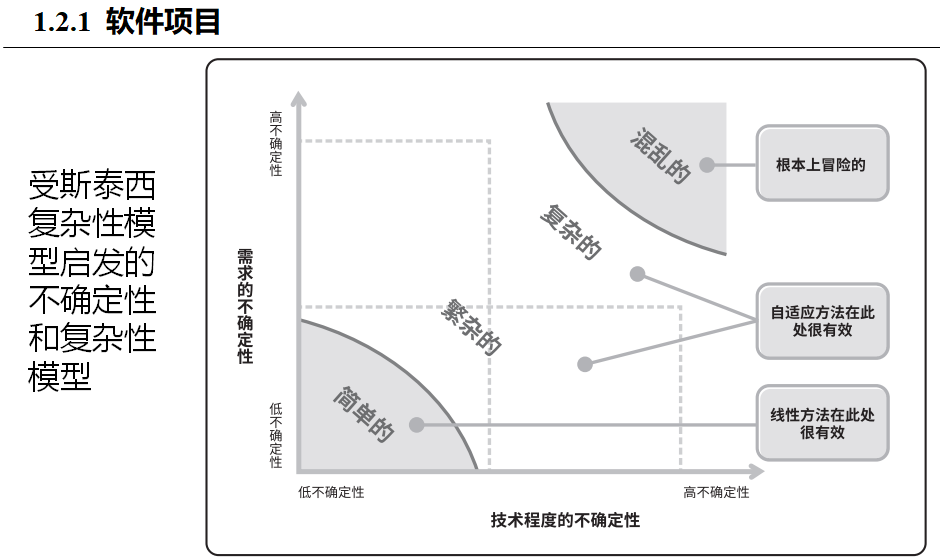 1.2.1 软件项目
受斯泰西
复杂性模
型启发的
不确定性
和复杂性
模型
高不确定性
需求的不确定性
低不确定性
混乱的
复杂的
繁杂的
简单的
根本上冒险的
自适应方法在此
处很有效
线性方法在此处
很有效
低不确定性
高不确定性
技术程度的不确定性